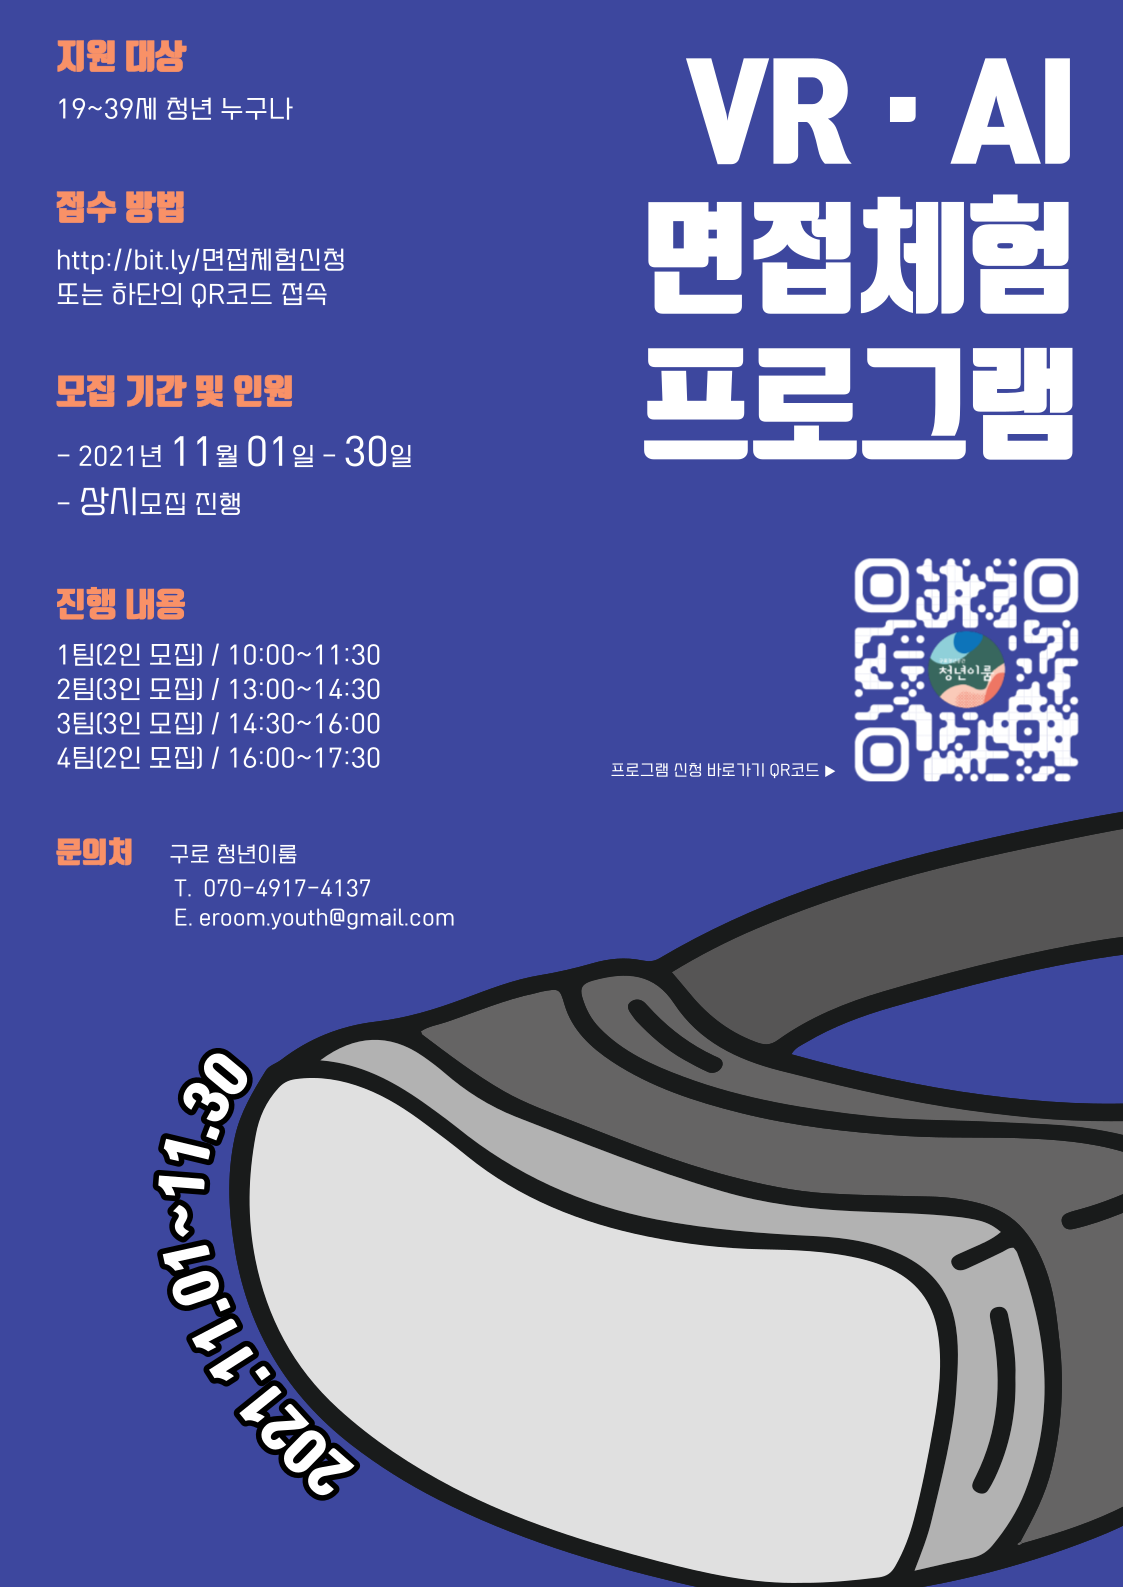 VR · AI
면접체험
프로그램
지원 대상
19~39세 청년 누구나
접수 방법
http://bit.ly/면접체험신청
또는 하단의 QR코드 접속
모집 기간 및 인원
- 2021년 11월 01일 - 30일
- 상시모집 진행
진행 내용
1팀(2인 모집) / 10:00~11:30
2팀(3인 모집) / 13:00~14:30
3팀(3인 모집) / 14:30~16:00
4팀(2인 모집) / 16:00~17:30
청년이룸
프로그램 신청 바로가기 QR코드 ▶
문의처 구로 청년이룸
T. 070-4917-4137
E. eroom.youth@gmail.com
2021.11.01~11.30